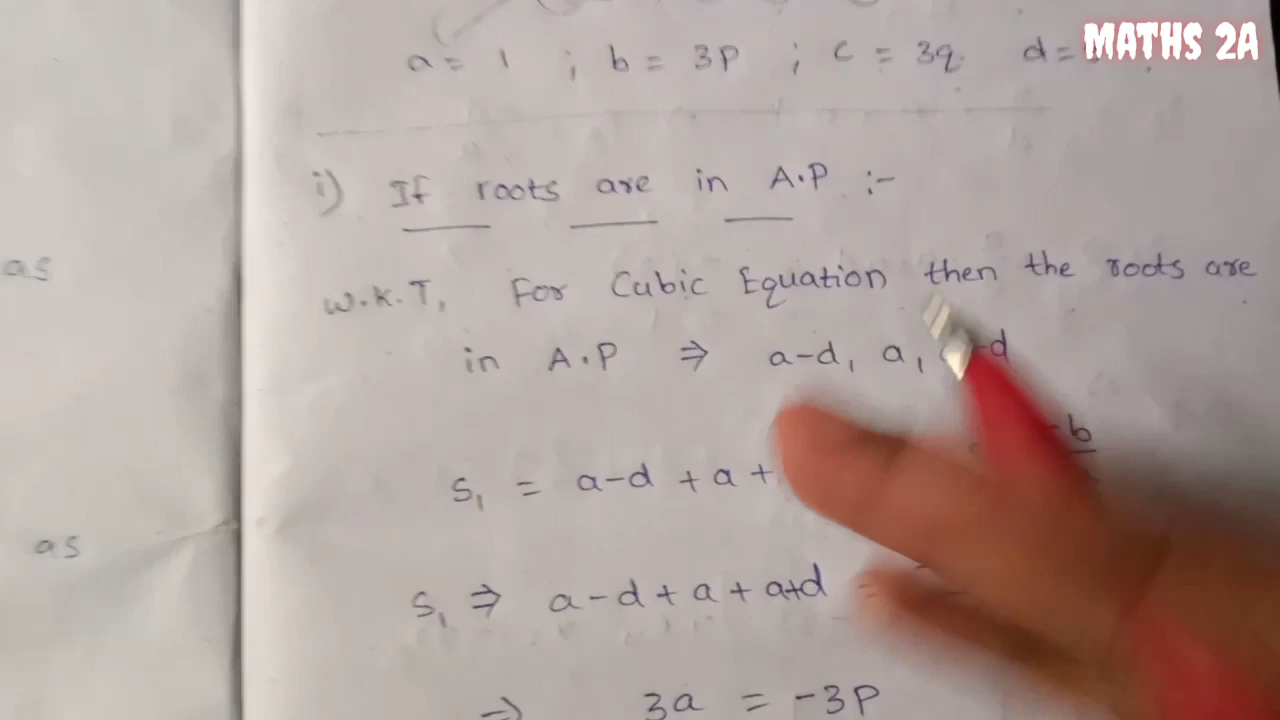 MATHS 2A
a = 1 ; b = 3p ; c = 3q d =
i) If roots are in A.P :-
as
W.K.T, For Cubic Equation then the roots are
in A.P ⇒ a-d, a, -d
-b
S₁ = a-d + a +
as
S₁ ⇒ a-d + a + a+d =
⇒ 3a = -3p